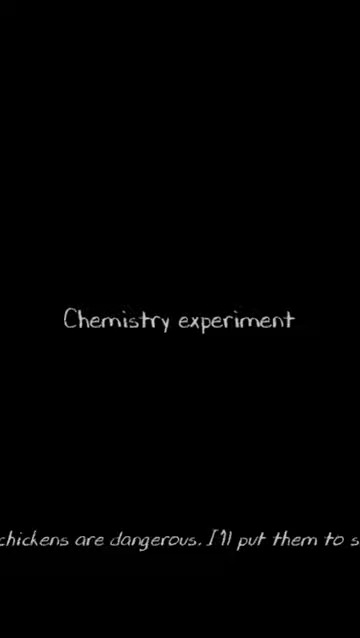 Chemistry experiment
chickens are dangerous. I'll put them to s